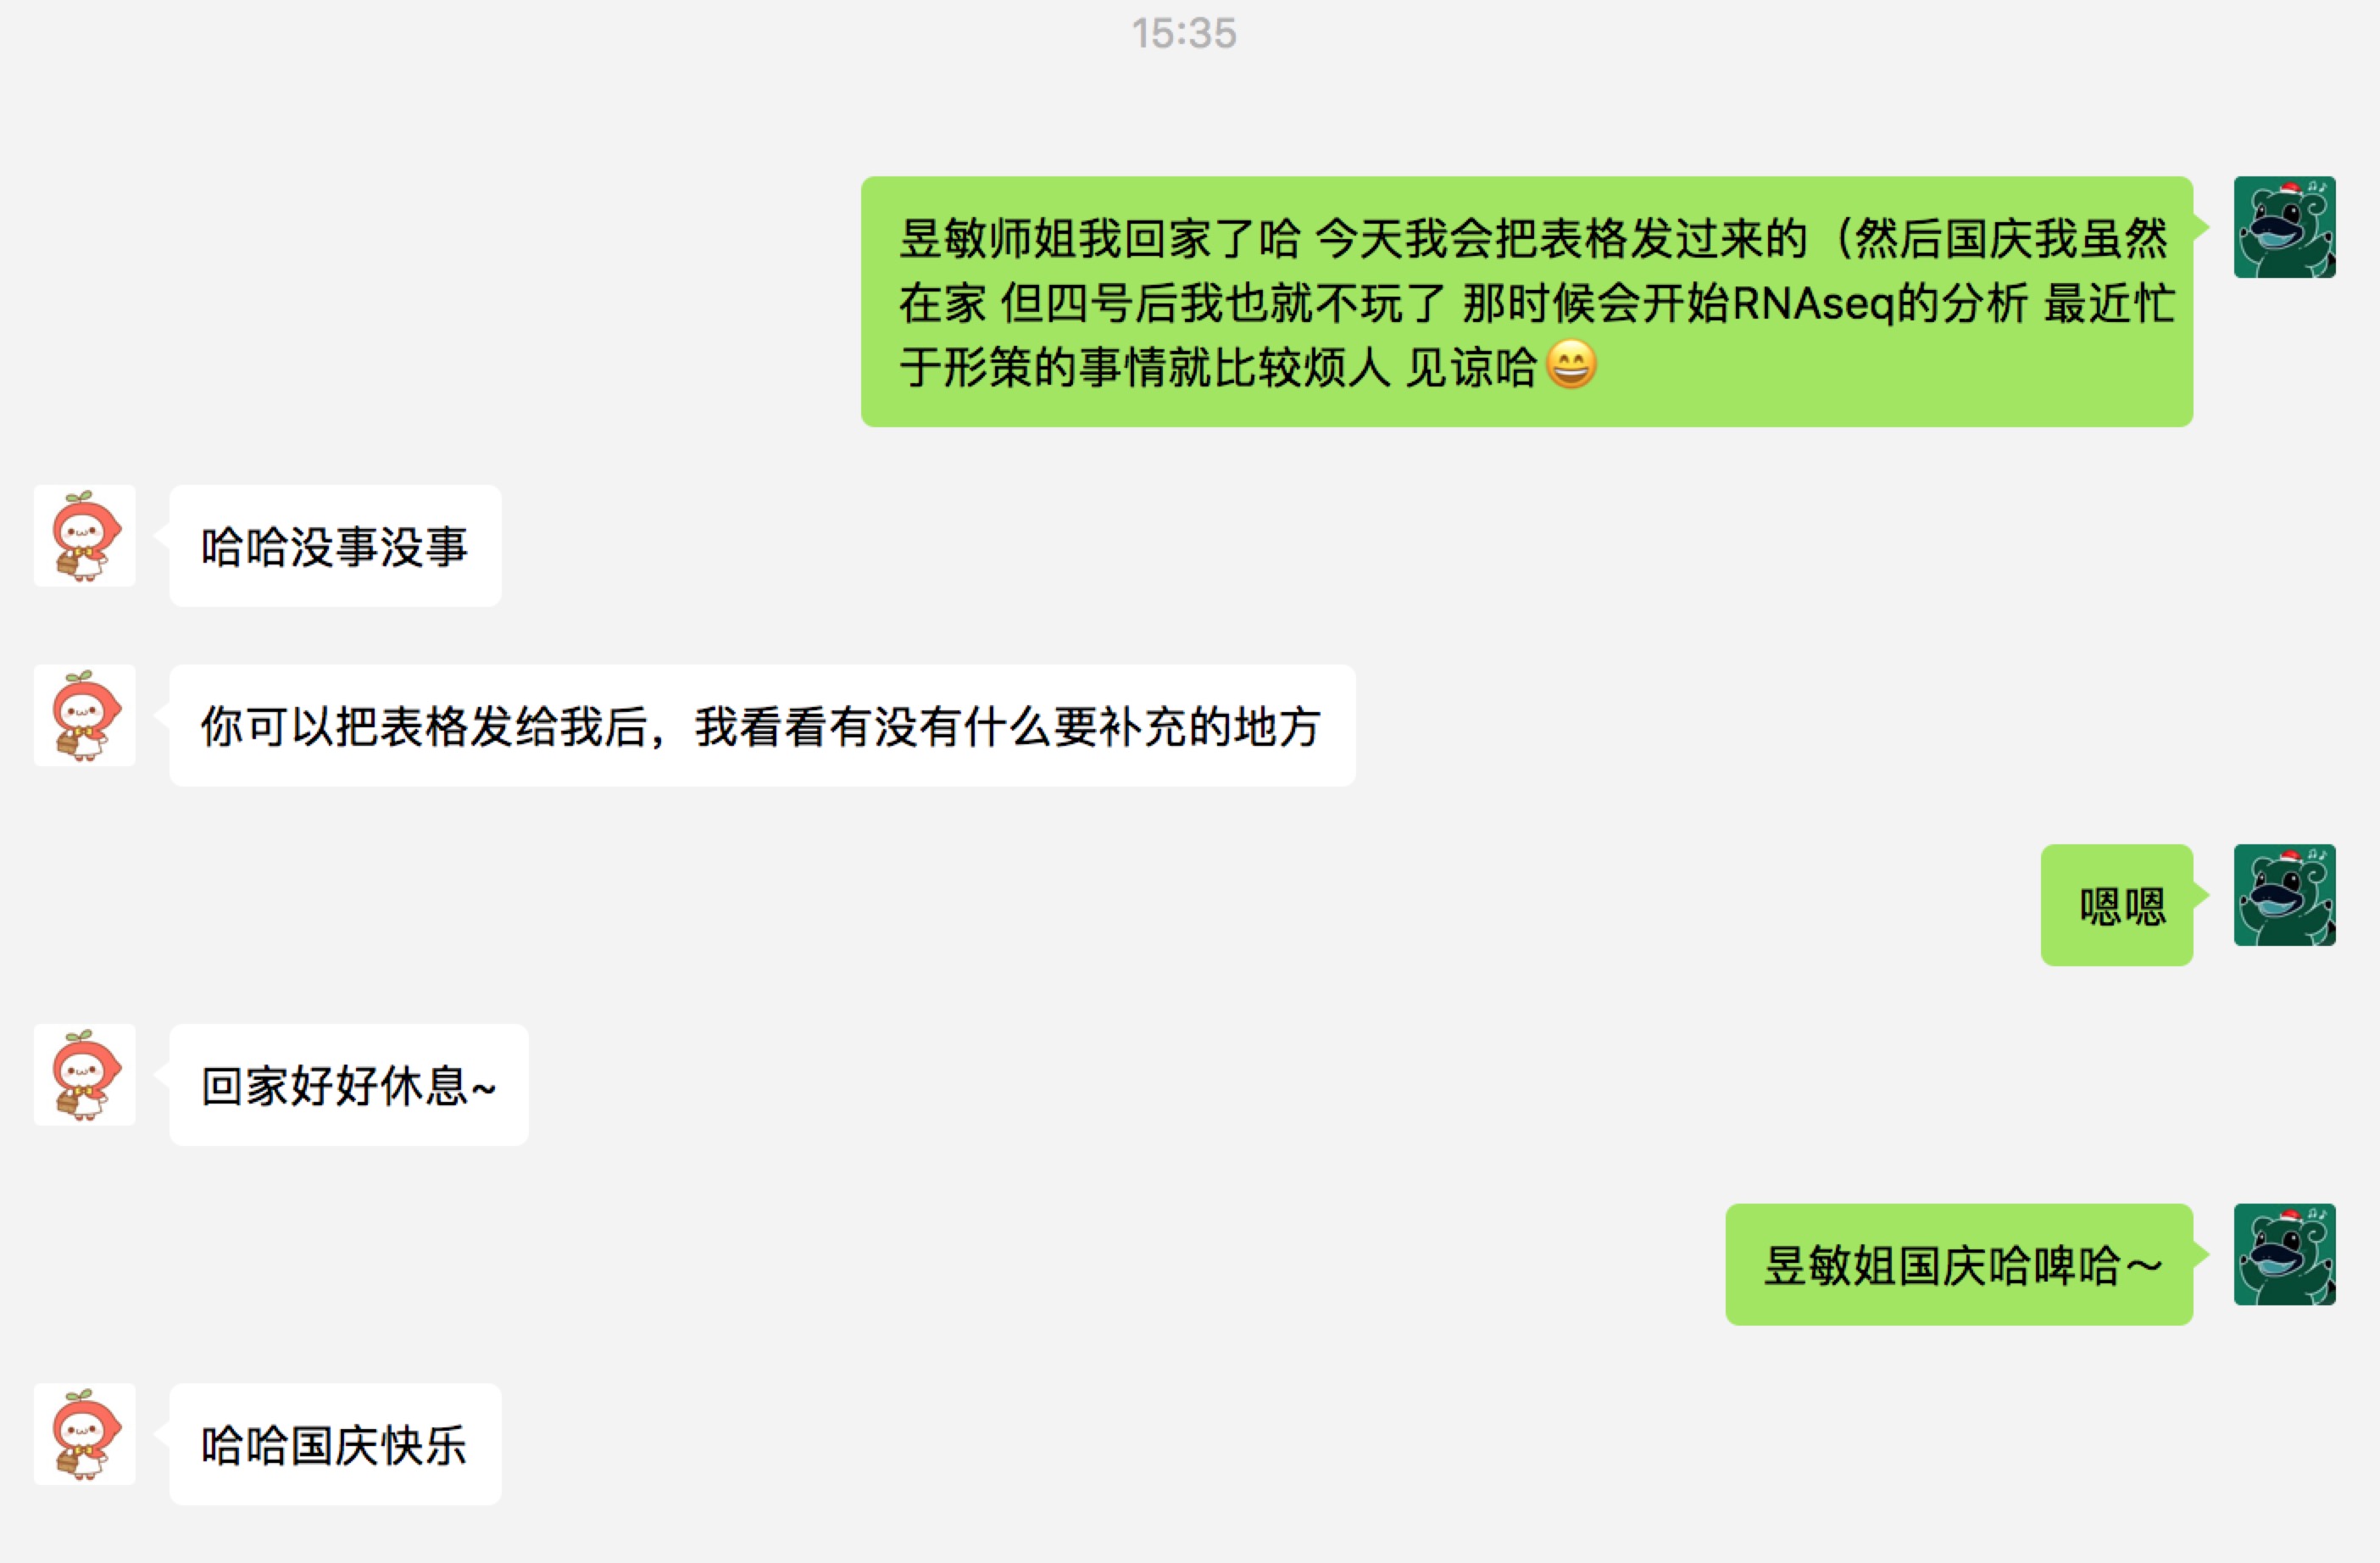 15:35
昱敏师姐我回家了哈 今天我会把表格发过来的（然后国庆我虽然
在家 但四号后我也就不玩了 那时候会开始RNAseq的分析 最近忙
于形策的事情就比较烦人 见谅哈😄
哈哈没事没事
你可以把表格发给我后，我看看有没有什么要补充的地方
嗯嗯
回家好好休息~
昱敏姐国庆哈啤哈～
哈哈国庆快乐